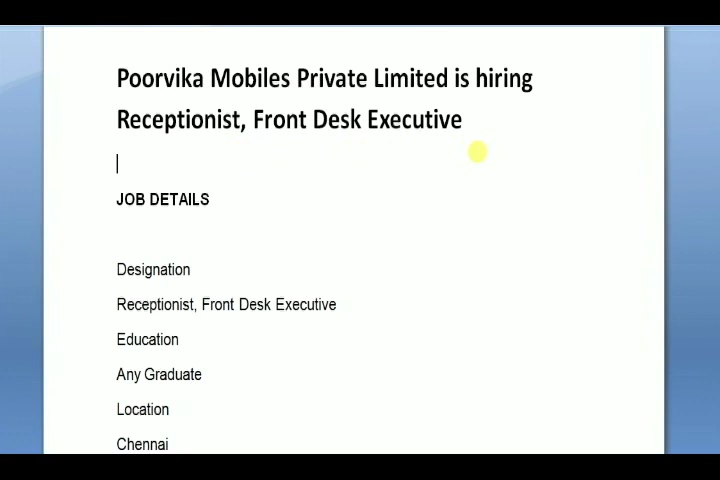 Poorvika Mobiles Private Limited is hiring
Receptionist, Front Desk Executive
JOB DETAILS
Designation
Receptionist, Front Desk Executive
Education
Any Graduate
Location
Chennai